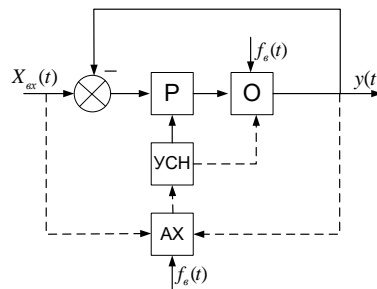 f_в(t)
X_вх(t)
y(t
–
Р
О
УСН
АХ
f_в(t)